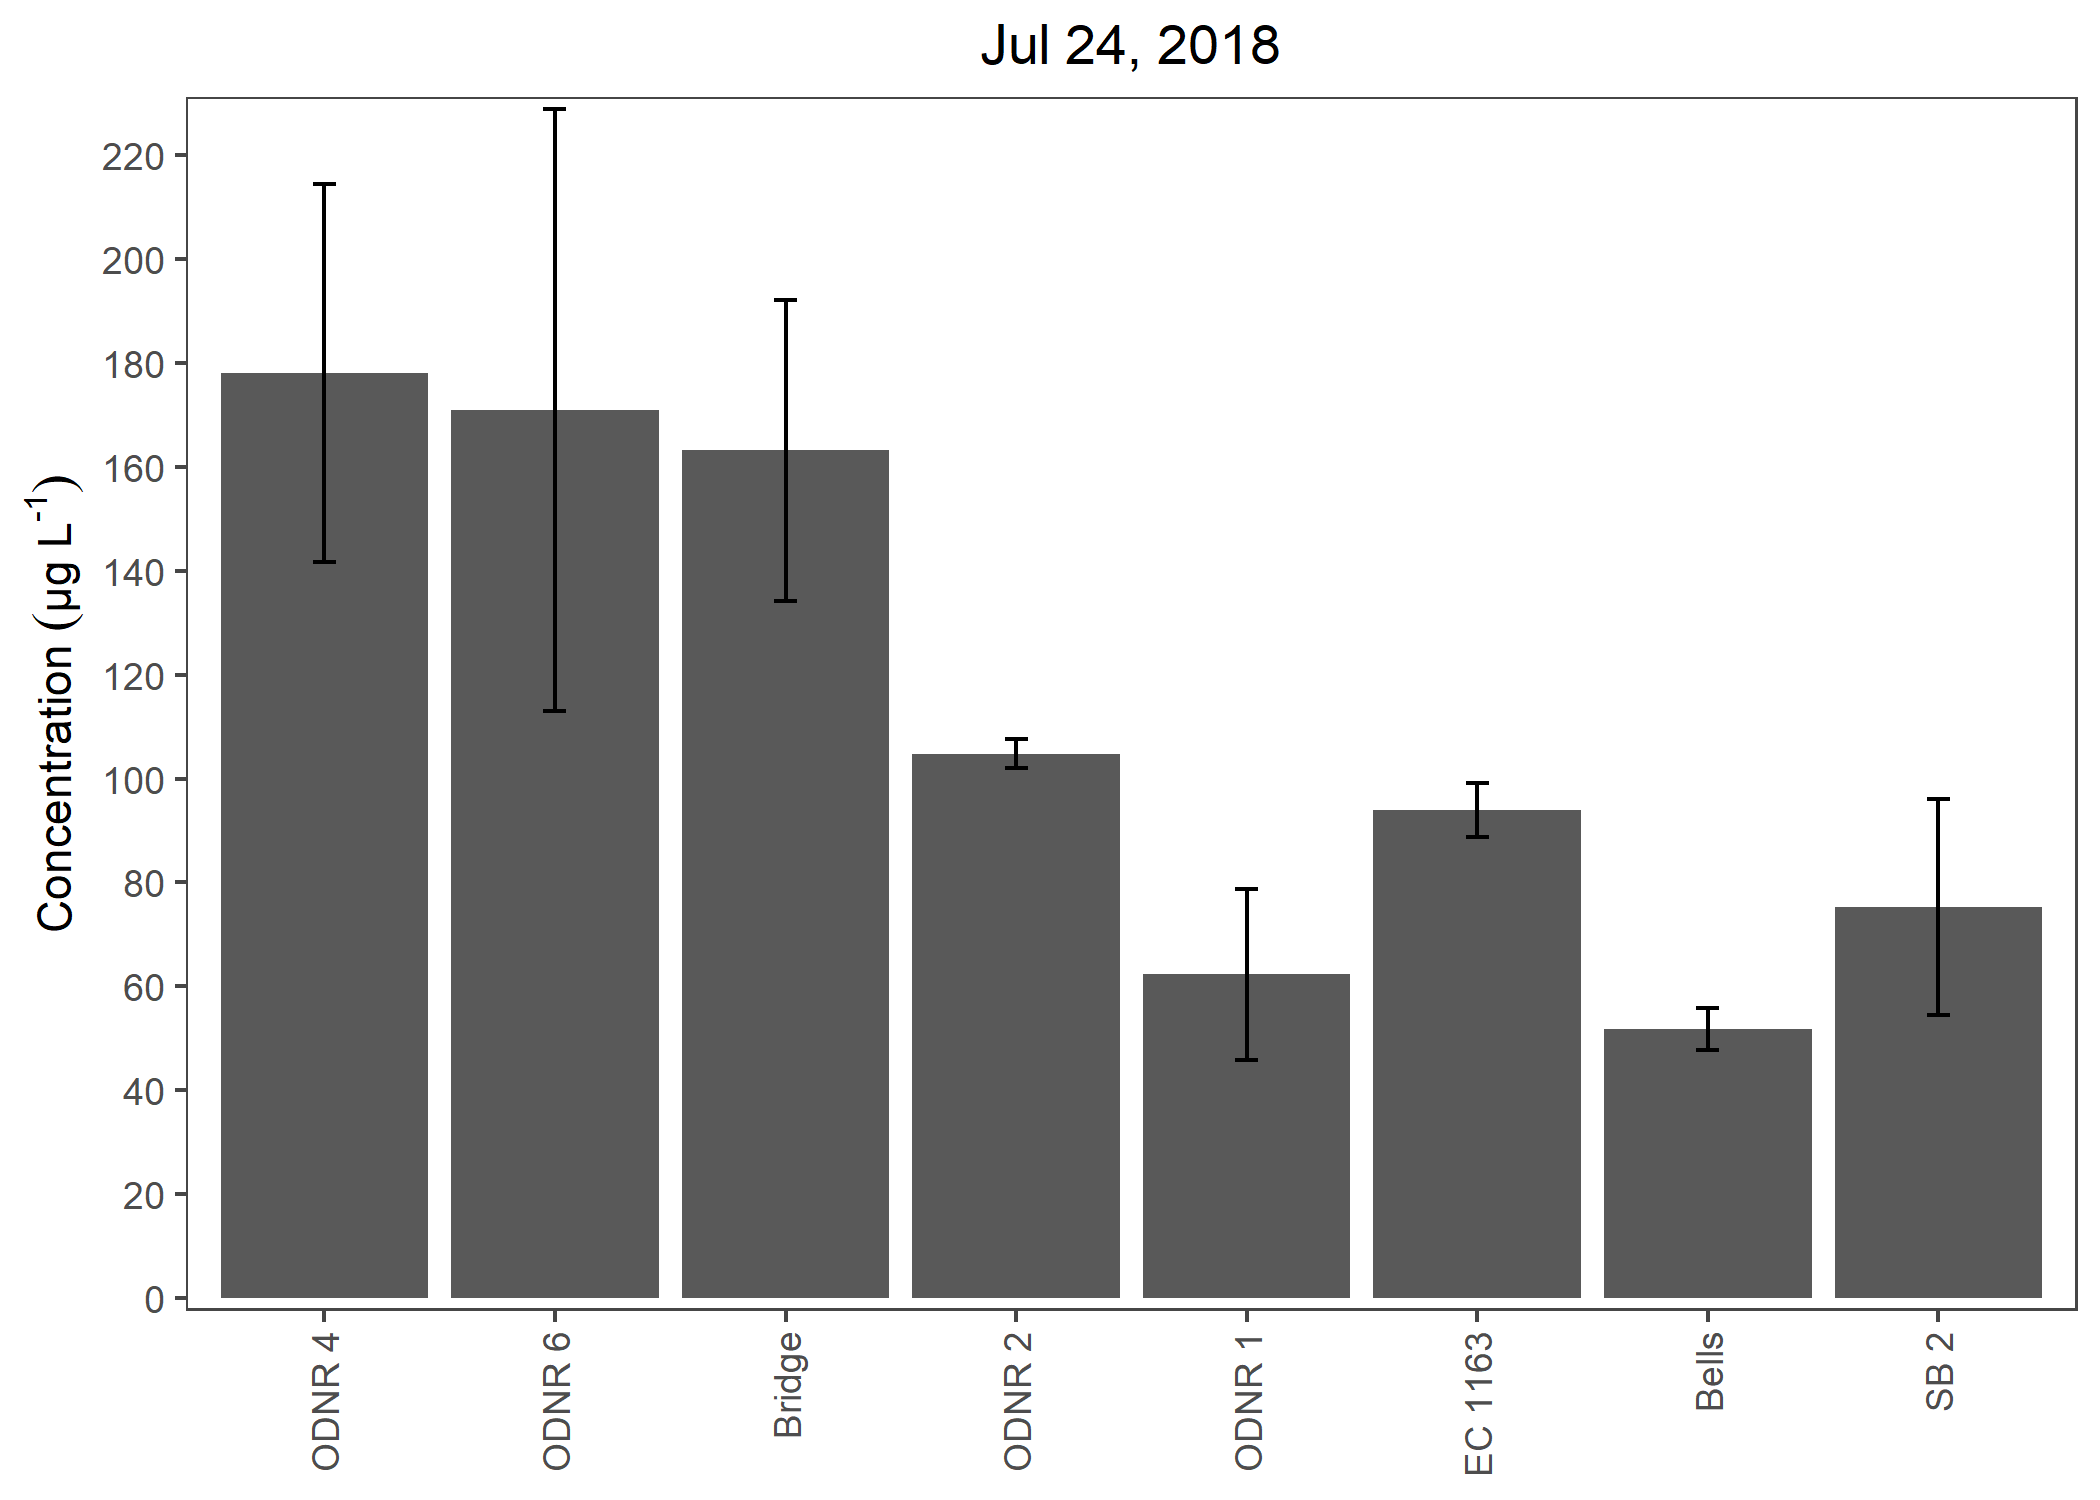 Jul 24, 2018
Concentration (µg L⁻¹)
220
200
180
160
140
120
100
80
60
40
20
0
ODNR 4
ODNR 6
Bridge
ODNR 2
ODNR 1
EC 1163
Bells
SB 2